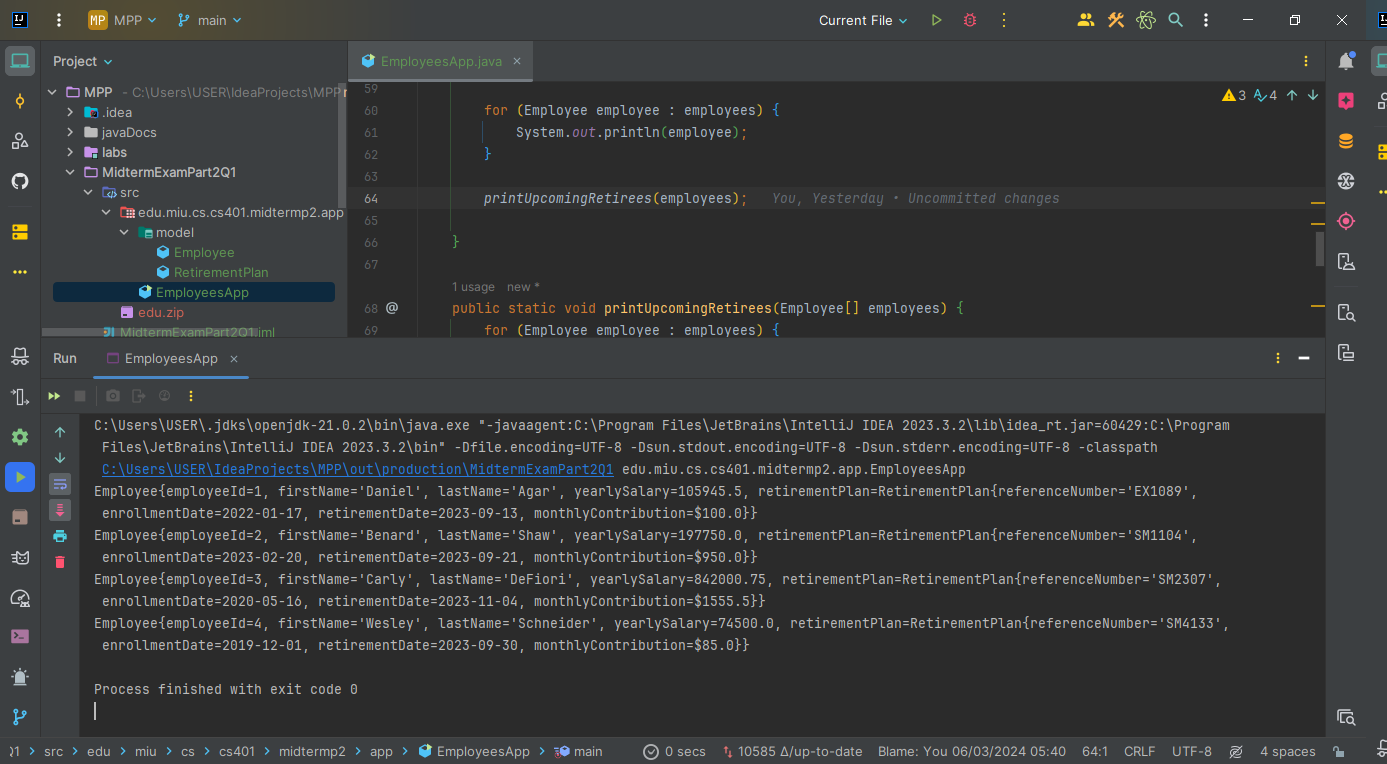 MP MPP main Current File
Project
EmployeesApp.java
MPP - C:\Users\USER\IdeaProjects\MPP
.idea
javaDocs
labs
MidtermExamPart2Q1
src
edu.miu.cs.cs401.midtermp2.app
model
Employee
RetirementPlan
EmployeesApp
edu.zip
MidtermExamPart2Q1.iml
3 4
59
60 for (Employee employee : employees) {
61 System.out.println(employee);
62 }
63
64 printUpcomingRetirees(employees); You, Yesterday • Uncommitted changes
65
66 }
67
1 usage new *
68 @ public static void printUpcomingRetirees(Employee[] employees) {
69 for (Employee employee : employees) {
Run EmployeesApp
C:\Users\USER\.jdks\openjdk-21.0.2\bin\java.exe "-javaagent:C:\Program Files\JetBrains\IntelliJ IDEA 2023.3.2\lib\idea_rt.jar=60429:C:\Program
Files\JetBrains\IntelliJ IDEA 2023.3.2\bin" -Dfile.encoding=UTF-8 -Dsun.stdout.encoding=UTF-8 -Dsun.stderr.encoding=UTF-8 -classpath
C:\Users\USER\IdeaProjects\MPP\out\production\MidtermExamPart2Q1 edu.miu.cs.cs401.midtermp2.app.EmployeesApp
Employee{employeeId=1, firstName='Daniel', lastName='Agar', yearlySalary=105945.5, retirementPlan=RetirementPlan{referenceNumber='EX1089',
enrollmentDate=2022-01-17, retirementDate=2023-09-13, monthlyContribution=$100.0}}
Employee{employeeId=2, firstName='Benard', lastName='Shaw', yearlySalary=197750.0, retirementPlan=RetirementPlan{referenceNumber='SM1104',
enrollmentDate=2023-02-20, retirementDate=2023-09-21, monthlyContribution=$950.0}}
Employee{employeeId=3, firstName='Carly', lastName='DeFiori', yearlySalary=842000.75, retirementPlan=RetirementPlan{referenceNumber='SM2307',
enrollmentDate=2020-05-16, retirementDate=2023-11-04, monthlyContribution=$1555.5}}
Employee{employeeId=4, firstName='Wesley', lastName='Schneider', yearlySalary=74500.0, retirementPlan=RetirementPlan{referenceNumber='SM4133',
enrollmentDate=2019-12-01, retirementDate=2023-09-30, monthlyContribution=$85.0}}
Process finished with exit code 0
Q1 > src > edu > miu > cs > cs401 > midtermp2 > app > EmployeesApp > main 0 secs 10585 Δ/up-to-date Blame: You 06/03/2024 05:40 64:1 CRLF UTF-8 4 spaces